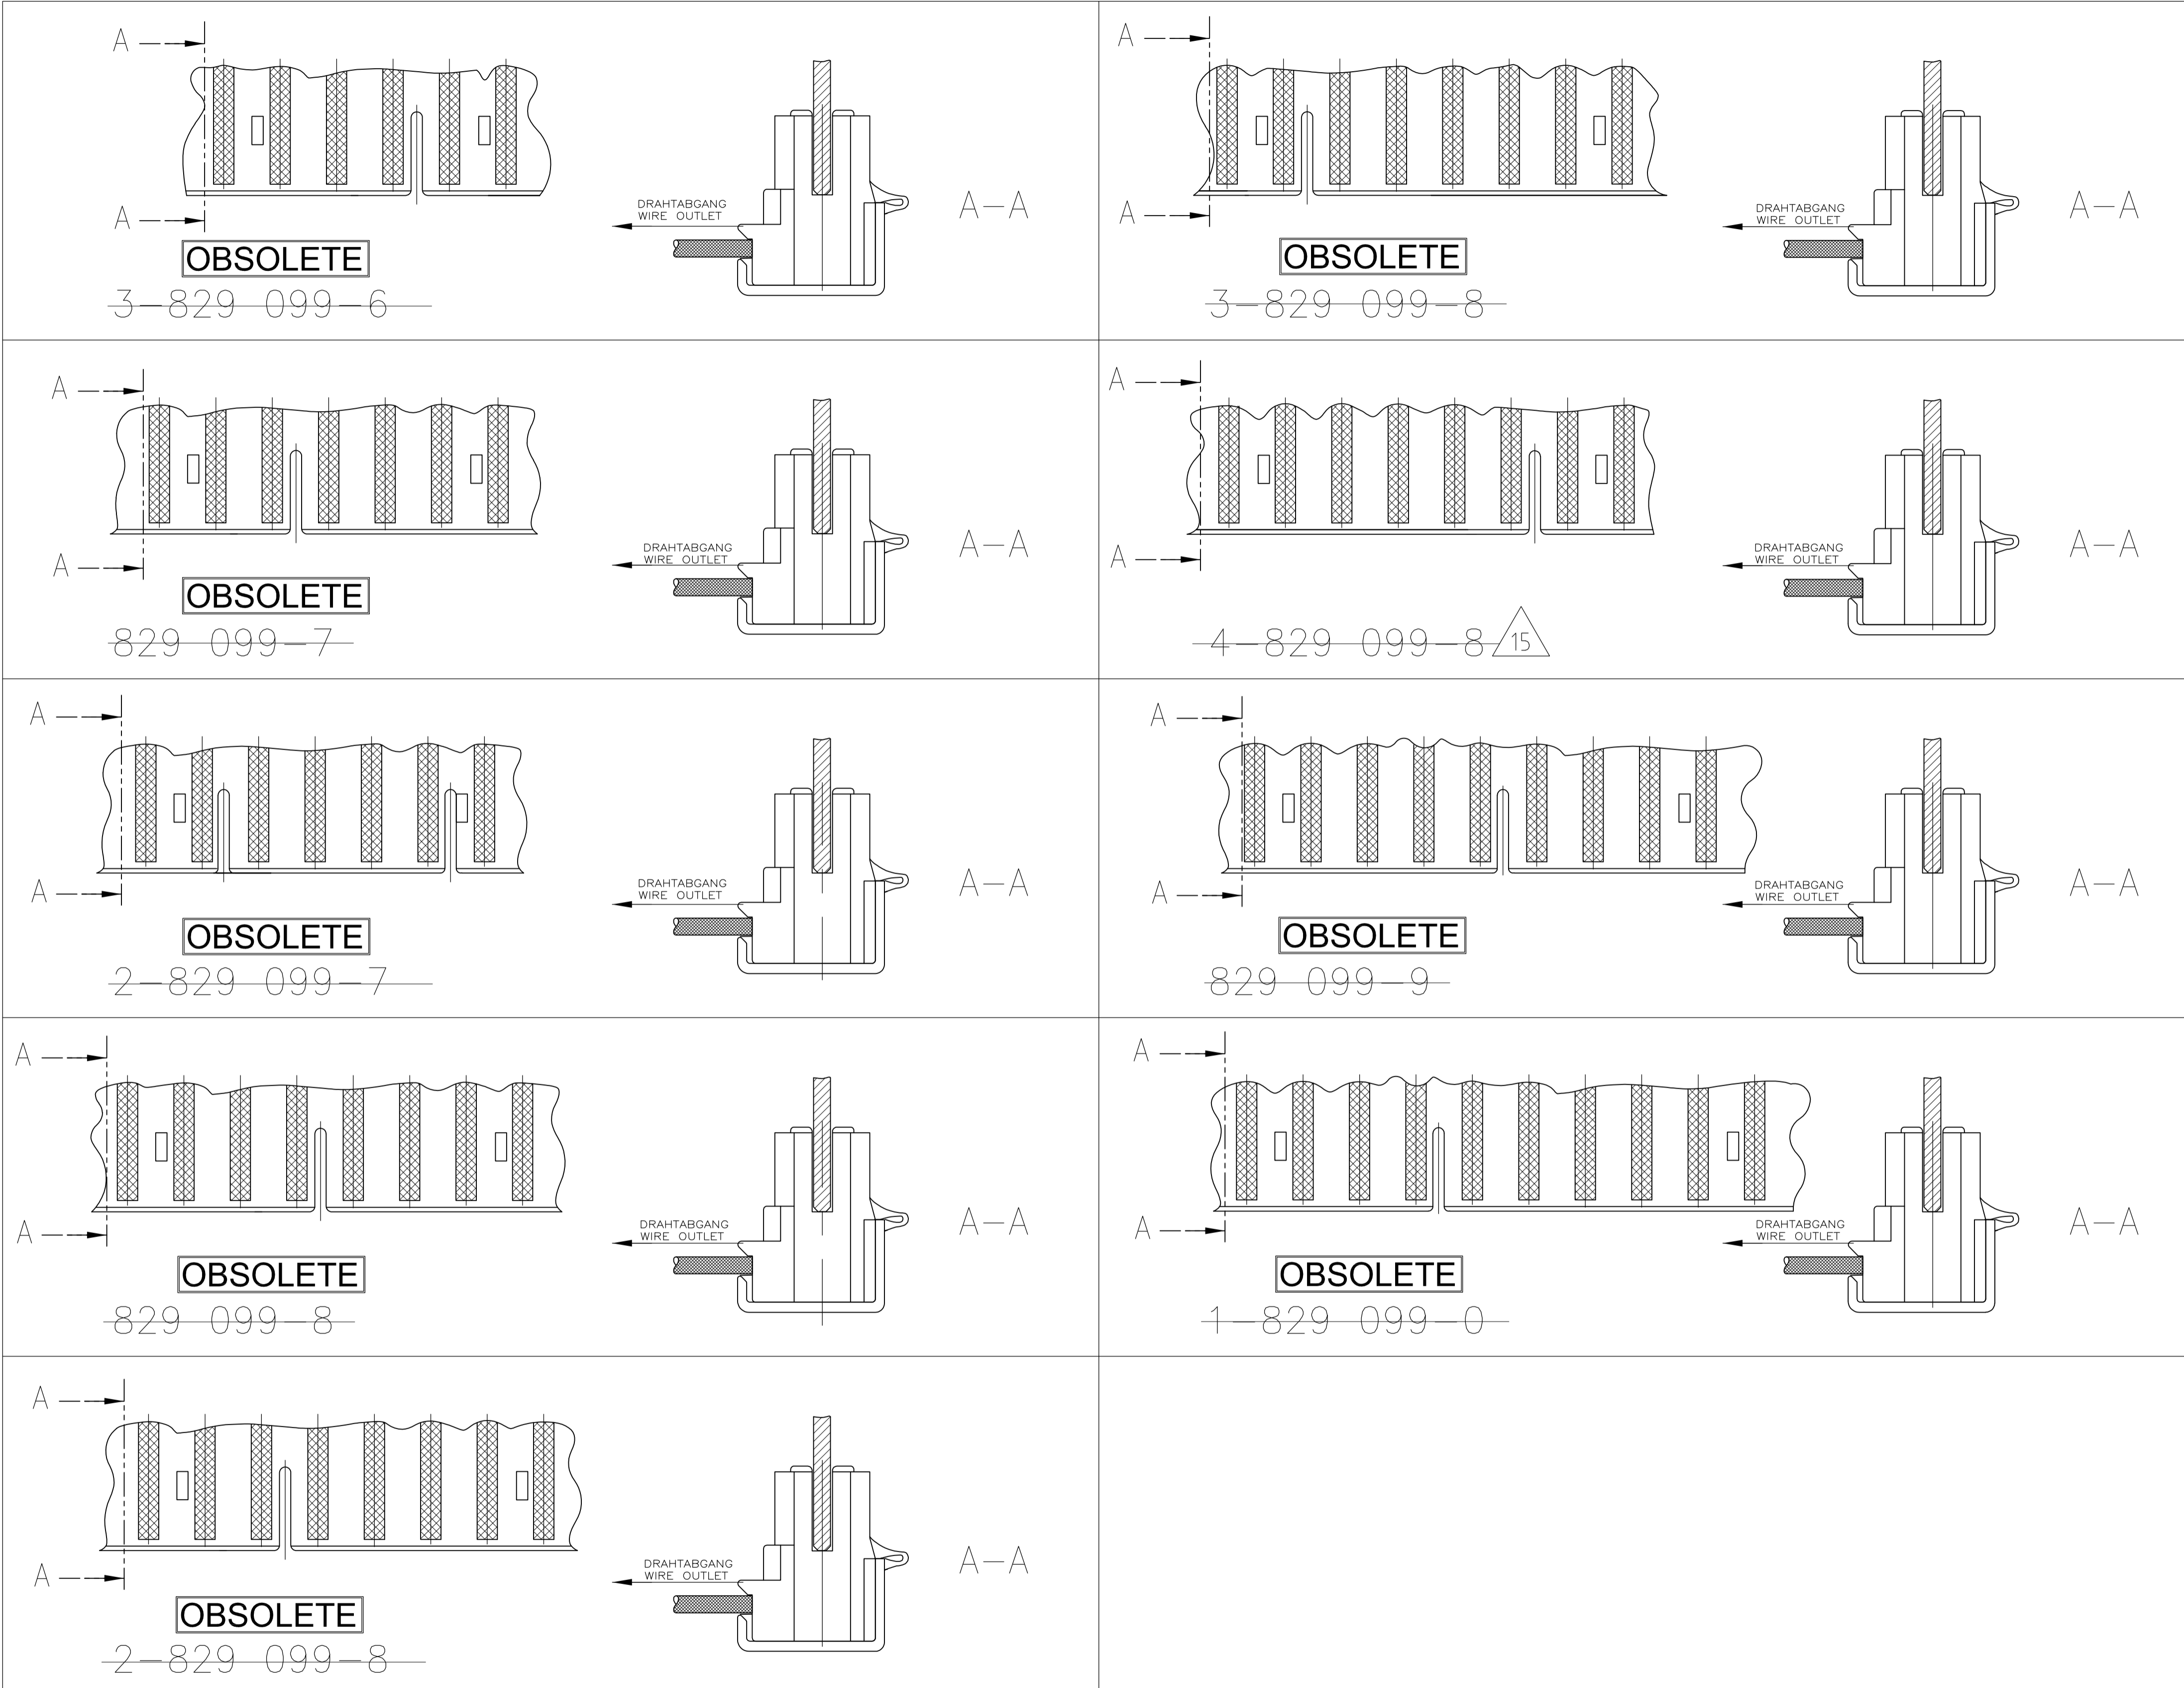 A
A
DRAHTABGANG
WIRE OUTLET
A-A
OBSOLETE
3-829 099-6
A
A
DRAHTABGANG
WIRE OUTLET
A-A
OBSOLETE
3-829 099-8
A
A
DRAHTABGANG
WIRE OUTLET
A-A
OBSOLETE
829 099-7
A
A
DRAHTABGANG
WIRE OUTLET
A-A
4-829 099-8 15
A
A
DRAHTABGANG
WIRE OUTLET
A-A
OBSOLETE
2-829 099-7
A
A
DRAHTABGANG
WIRE OUTLET
A-A
OBSOLETE
829 099-9
A
A
DRAHTABGANG
WIRE OUTLET
A-A
OBSOLETE
829 099-8
A
A
DRAHTABGANG
WIRE OUTLET
A-A
OBSOLETE
1-829 099-0
A
A
DRAHTABGANG
WIRE OUTLET
A-A
OBSOLETE
2-829 099-8